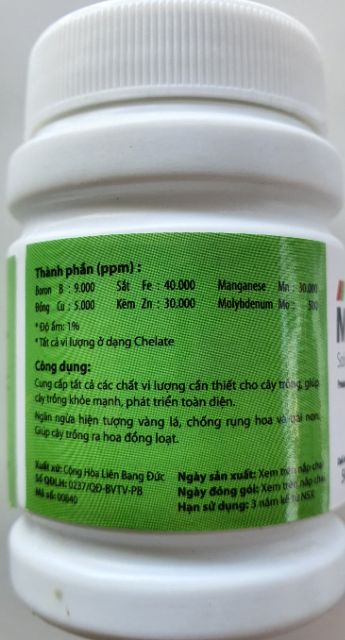 Thành phần (ppm) :
Boron B : 9.000 Sắt Fe : 40.000 Manganese Mn : 30.000
Đồng Cu : 5.000 Kẽm Zn : 30.000 Molybdenum Mo : 500
* Độ ẩm: 1%
* Tất cả vi lượng ở dạng Chelate
Công dụng:
Cung cấp tất cả các chất vi lượng cần thiết cho cây trồng, giúp
cây trồng khỏe mạnh, phát triển toàn diện.
Ngăn ngừa hiện tượng vàng lá, chống rụng hoa và trái non.
Giúp cây trồng ra hoa đồng loạt.
Xuất xứ: Cộng Hòa Liên Bang Đức
Số QĐLH: 0237/QĐ-BVTV-PB
Mã số: 00840
Ngày sản xuất: Xem trên nắp chai
Ngày đóng gói: Xem trên nắp chai
Hạn sử dụng: 3 năm kể từ NSX
M